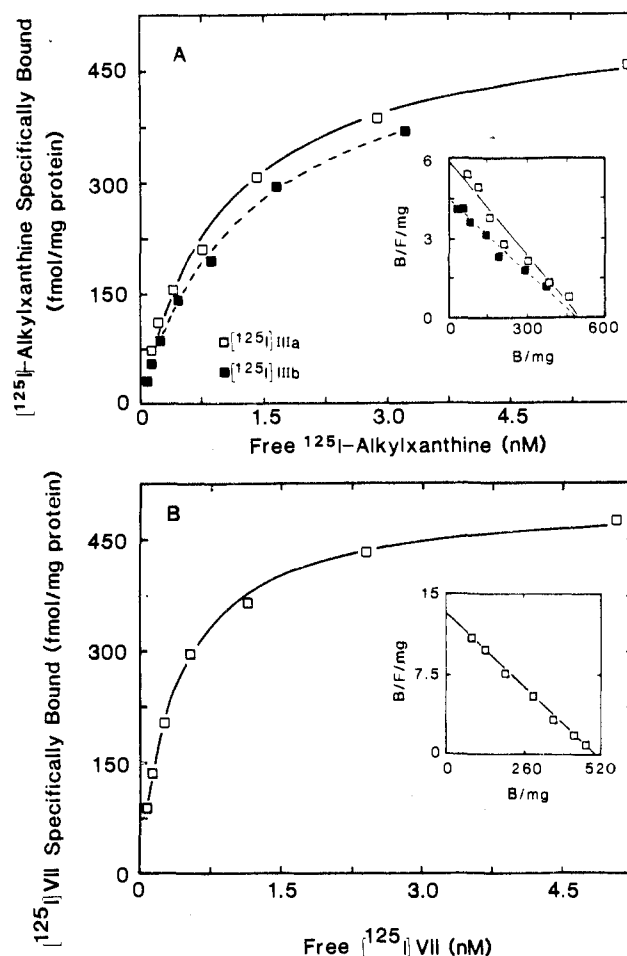 A
[¹²⁵I]-Alkylxanthine Specifically Bound
(fmol/mg protein)
450
300
150
0
□ [¹²⁵I] IIIa
■ [¹²⁵I] IIIb
0 1.5 3.0 4.5
Free ¹²⁵I-Alkylxanthine (nM)
B/F/mg
6
3
0
0 300 600
B/mg
B
[¹²⁵I] VII Specifically Bound (fmol/mg protein)
450
300
150
0
0 1.5 3.0 4.5
Free [¹²⁵I] VII (nM)
B/F/mg
15
7.5
0
0 260 520
B/mg